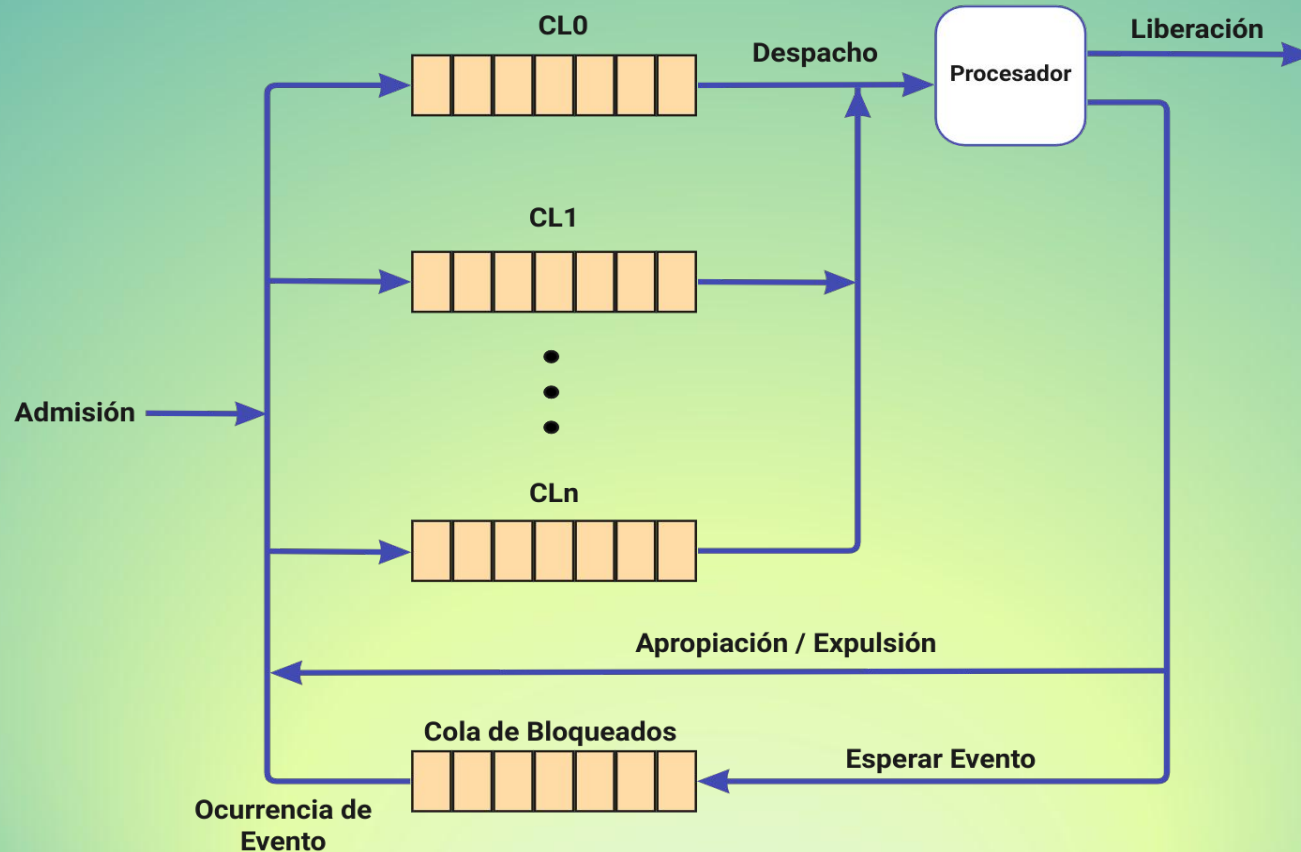 CL0
Despacho
Procesador
Liberación
CL1
Admisión
CLn
Apropiación / Expulsión
Cola de Bloqueados
Esperar Evento
Ocurrencia de
Evento